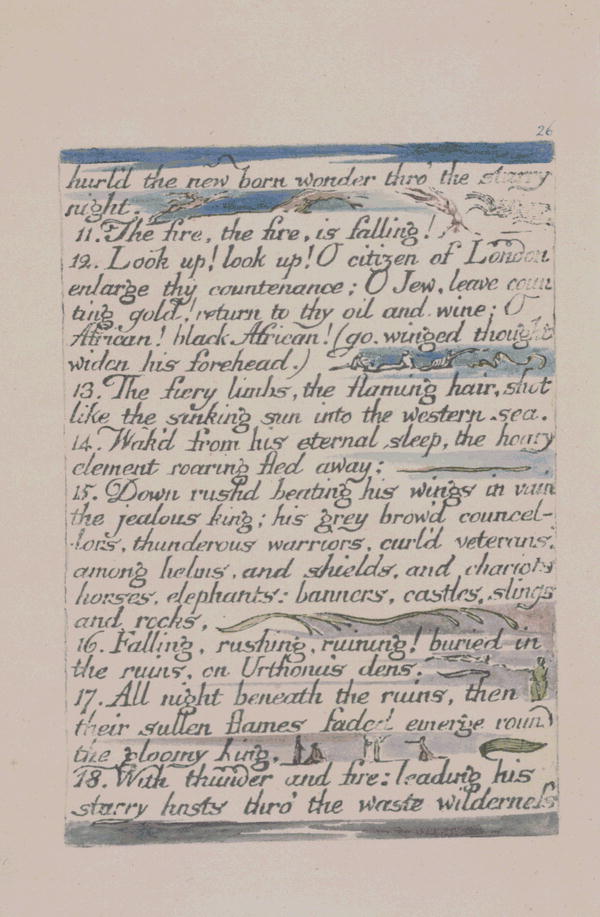 26
hurl'd the new born wonder thro' the starry
night.
11. The fire, the fire, is falling!
12. Look up! look up! O citizen of London
enlarge thy countenance; O Jew, leave coun
ting gold! return to thy oil and wine; O
African! black African! (go. winged thought
widen his forehead.)
13. The fiery limbs, the flaming hair, shot
like the sinking sun into the western sea.
14. Wak'd from his eternal sleep, the hoary
element roaring fled away:
15. Down rush'd beating his wings in vain
the jealous king; his grey brow'd councel-
lors, thunderous warriors, curl'd veterans,
among helms, and shields, and chariots
horses, elephants: banners, castles, slings
and rocks,
16. Falling, rushing, ruining! buried in
the ruins, on Urthona's dens.
17. All night beneath the ruins, then
their sullen flames faded emerge round
the gloomy king,
18. With thunder and fire: leading his
starry hosts thro' the waste wilderness